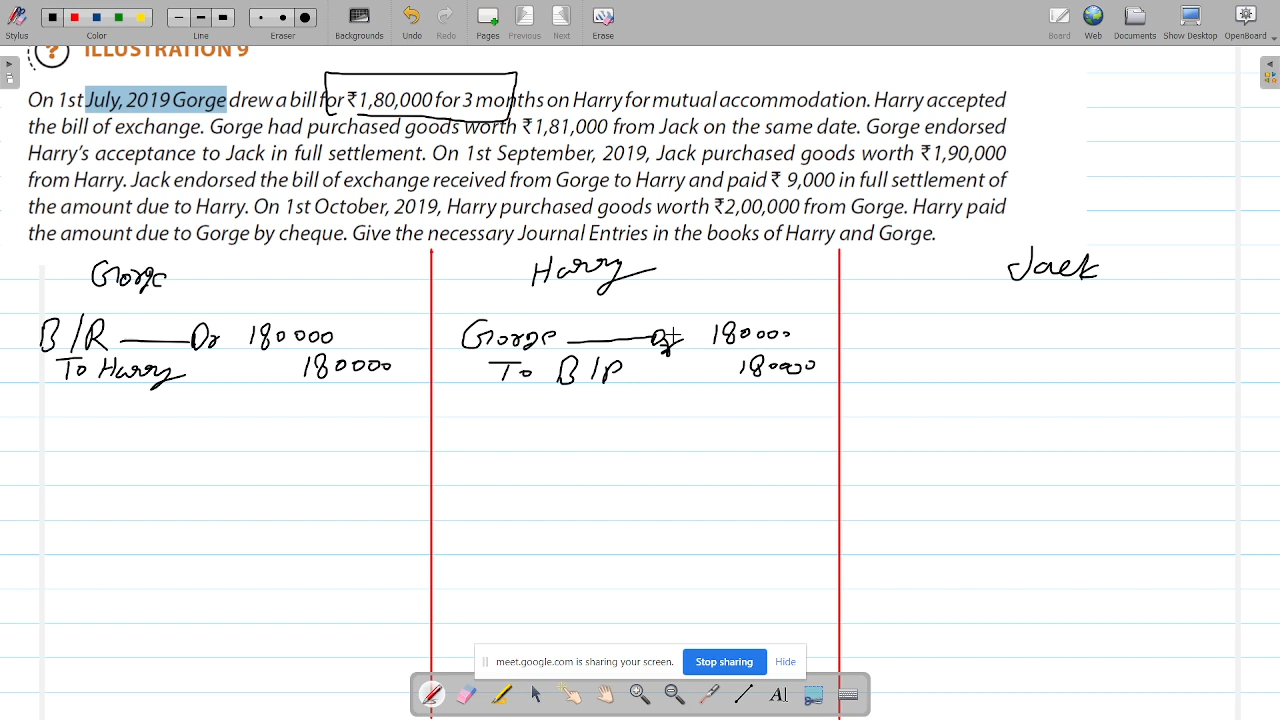 Stylus Color Line Eraser Backgrounds Undo Redo Pages Previous Next Erase Board Web Documents Show Desktop OpenBoard
ILLUSTRATION 9
On 1st July, 2019 Gorge drew a bill for ₹1,80,000 for 3 months on Harry for mutual accommodation. Harry accepted
the bill of exchange. Gorge had purchased goods worth ₹1,81,000 from Jack on the same date. Gorge endorsed
Harry's acceptance to Jack in full settlement. On 1st September, 2019, Jack purchased goods worth ₹1,90,000
from Harry. Jack endorsed the bill of exchange received from Gorge to Harry and paid ₹ 9,000 in full settlement of
the amount due to Harry. On 1st October, 2019, Harry purchased goods worth ₹2,00,000 from Gorge. Harry paid
the amount due to Gorge by cheque. Give the necessary Journal Entries in the books of Harry and Gorge.
Gorge Harry Jack
B/R Dr 180000 Gorge Dr 180000
To Harry 180000 To B/P 180000
meet.google.com is sharing your screen. Stop sharing Hide
AI